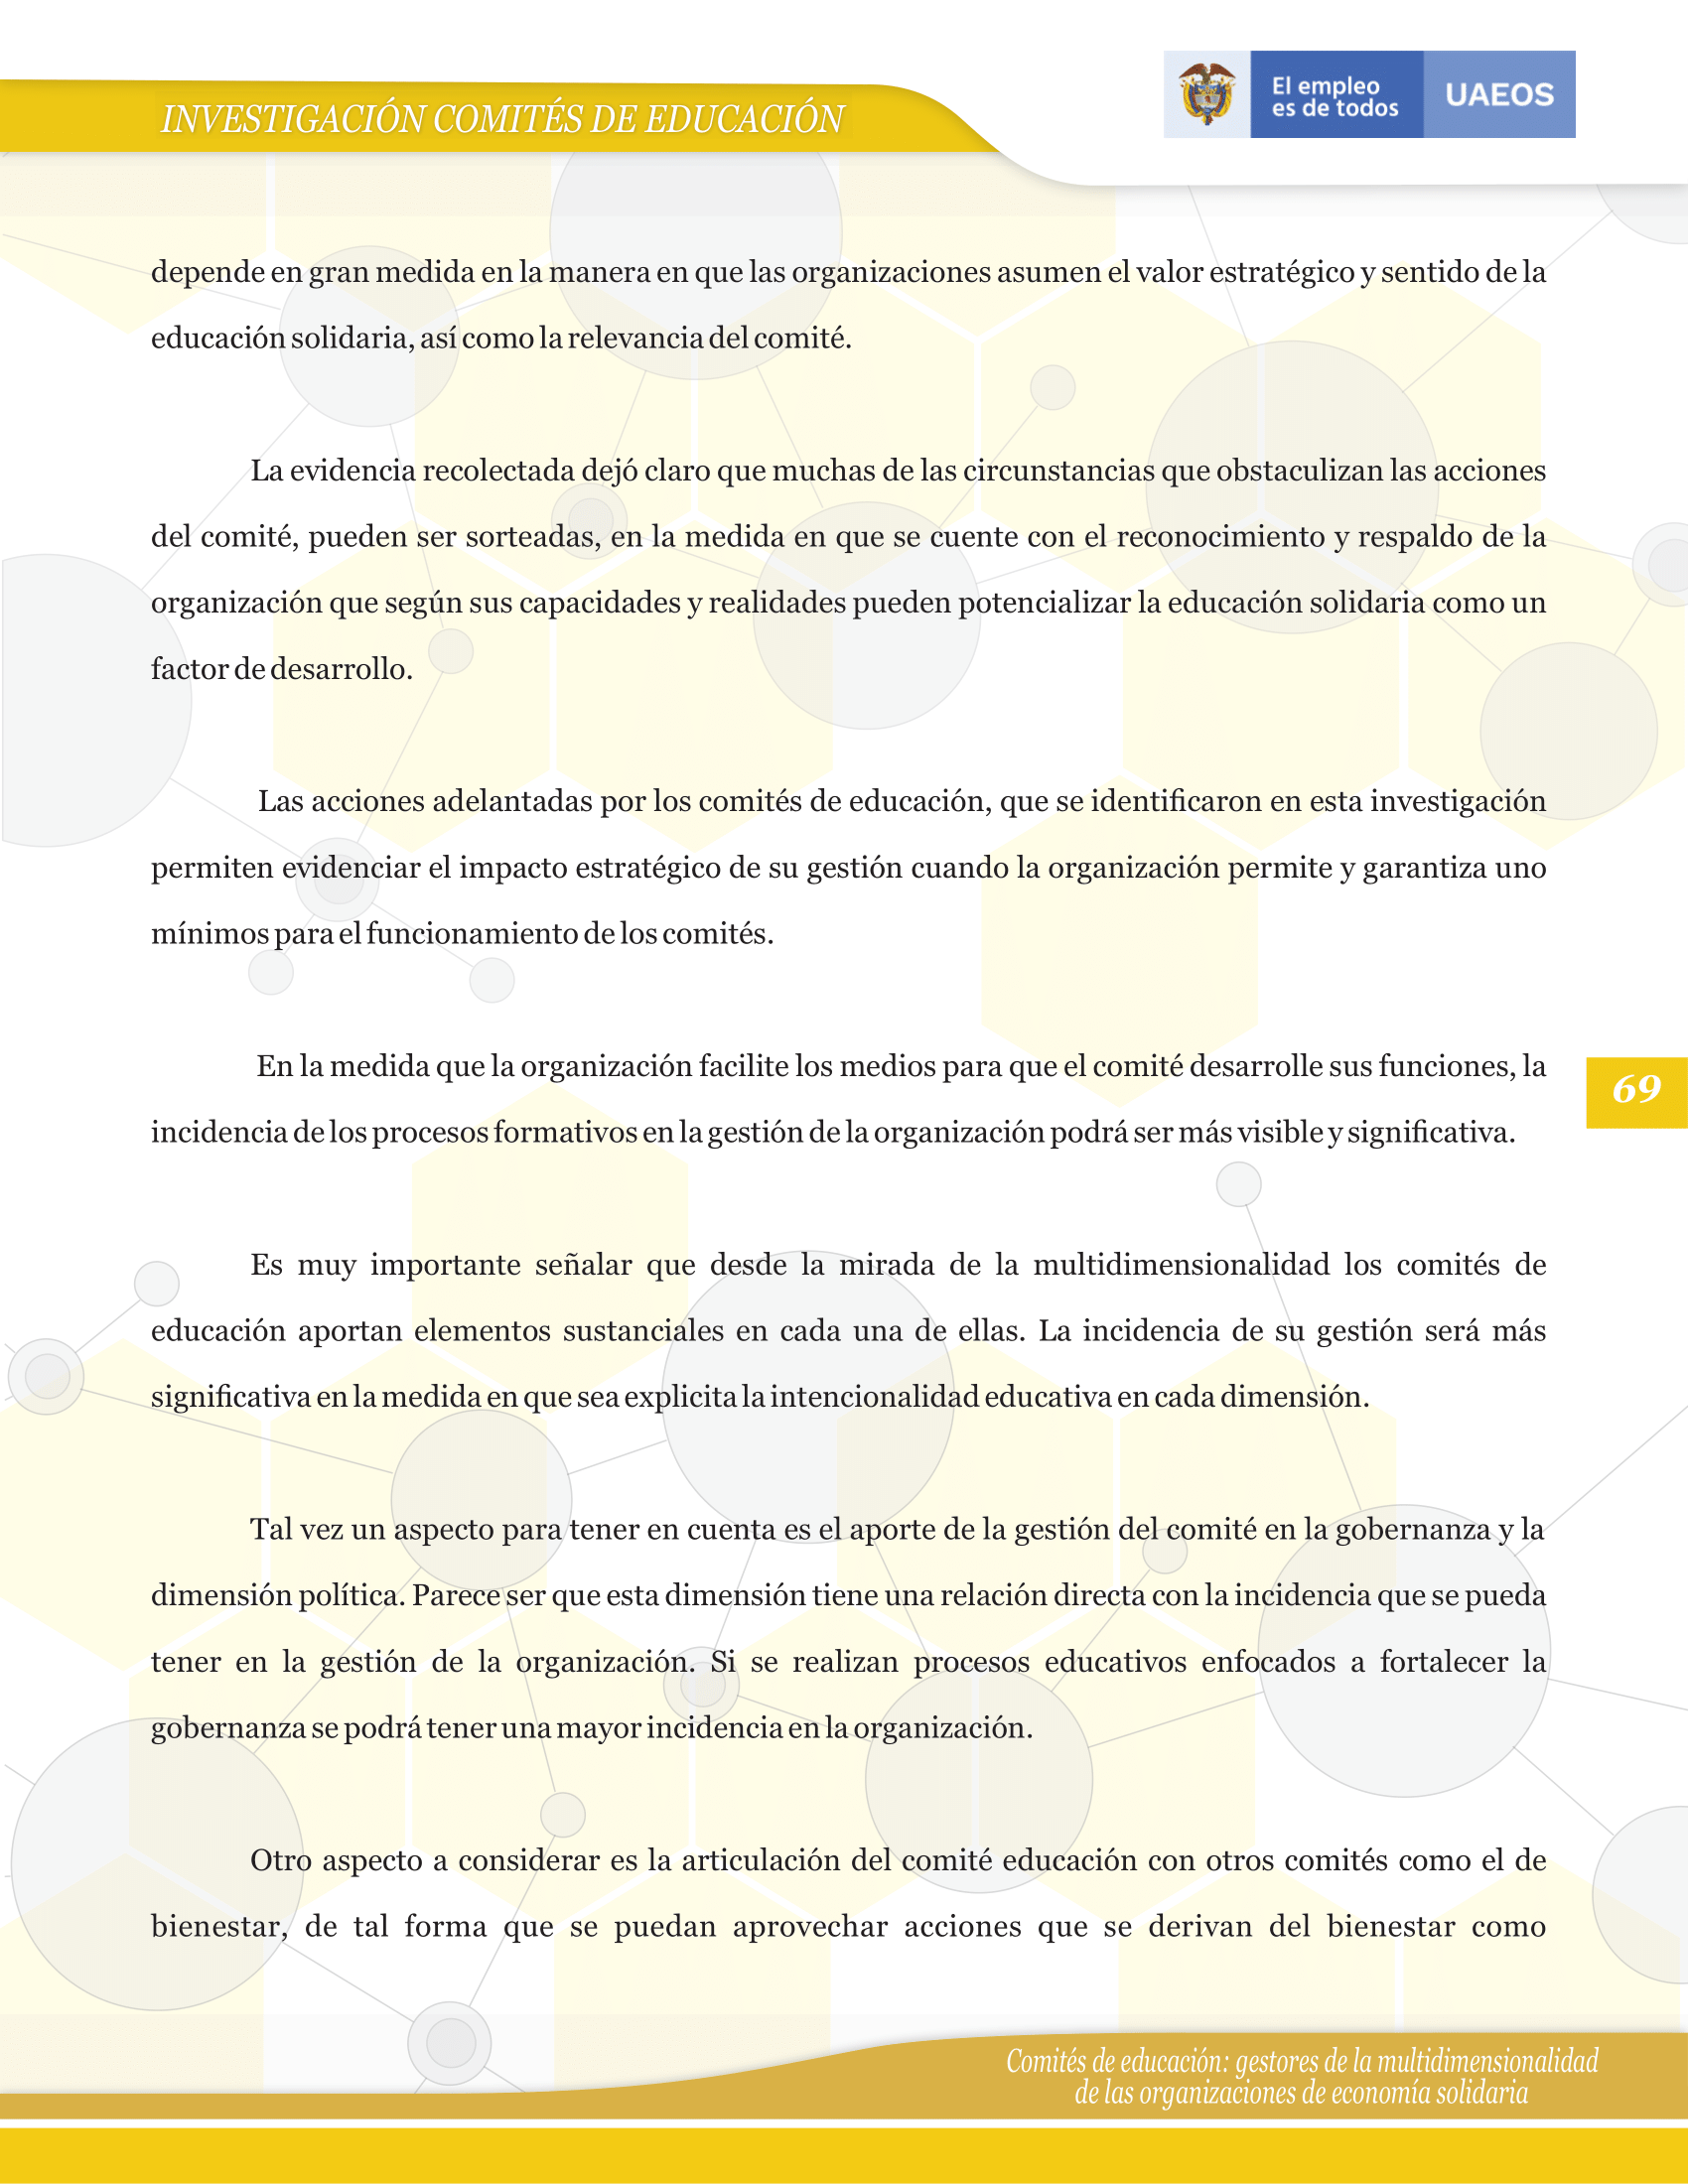 INVESTIGACIÓN COMITÉS DE EDUCACIÓN
El empleo
es de todos
UAEOS
depende en gran medida en la manera en que las organizaciones asumen el valor estratégico y sentido de la
educación solidaria, así como la relevancia del comité.
La evidencia recolectada dejó claro que muchas de las circunstancias que obstaculizan las acciones
del comité, pueden ser sorteadas, en la medida en que se cuente con el reconocimiento y respaldo de la
organización que según sus capacidades y realidades pueden potencializar la educación solidaria como un
factor de desarrollo.
Las acciones adelantadas por los comités de educación, que se identificaron en esta investigación
permiten evidenciar el impacto estratégico de su gestión cuando la organización permite y garantiza uno
mínimos para el funcionamiento de los comités.
En la medida que la organización facilite los medios para que el comité desarrolle sus funciones, la
incidencia de los procesos formativos en la gestión de la organización podrá ser más visible y significativa.
69
Es muy importante señalar que desde la mirada de la multidimensionalidad los comités de
educación aportan elementos sustanciales en cada una de ellas. La incidencia de su gestión será más
significativa en la medida en que sea explicita la intencionalidad educativa en cada dimensión.
Tal vez un aspecto para tener en cuenta es el aporte de la gestión del comité en la gobernanza y la
dimensión política. Parece ser que esta dimensión tiene una relación directa con la incidencia que se pueda
tener en la gestión de la organización. Si se realizan procesos educativos enfocados a fortalecer la
gobernanza se podrá tener una mayor incidencia en la organización.
Otro aspecto a considerar es la articulación del comité educación con otros comités como el de
bienestar, de tal forma que se puedan aprovechar acciones que se derivan del bienestar como
Comités de educación: gestores de la multidimensionalidad
de las organizaciones de economía solidaria